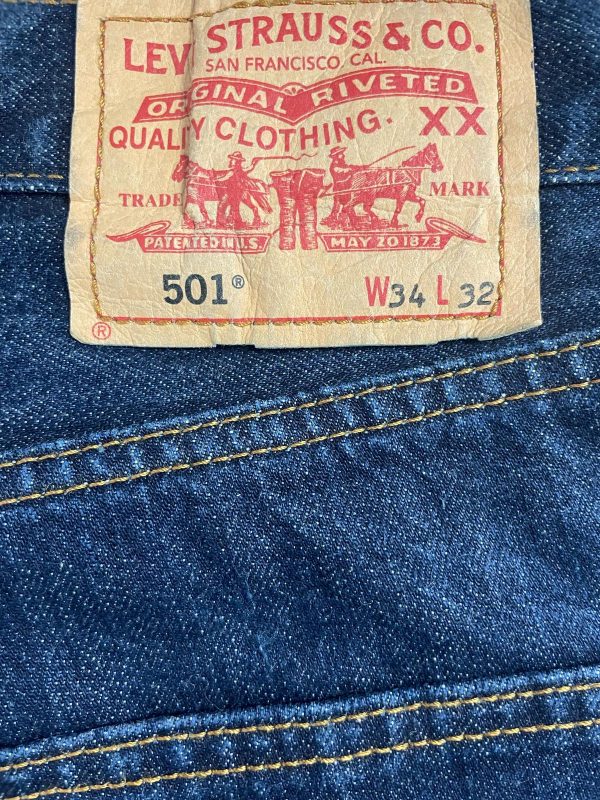 LEVI STRAUSS & CO.
SAN FRANCISCO, CAL.
ORIGINAL RIVETED
QUALITY CLOTHING. XX
TRADE MARK
PATENTED IN U.S. MAY 20 1873
501® W34 L 32
®